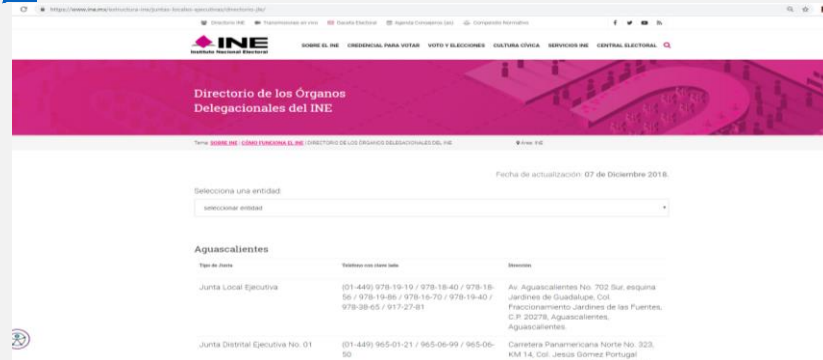 https://www.ine.mx/estructura-ine/juntas-locales-ejecutivas/directorio-jle/
Directorio INE Transmisiones en vivo Gaceta Electoral Agenda Consejeros (as) Compendio Normativo
INE
Instituto Nacional Electoral
SOBRE EL INE CREDENCIAL PARA VOTAR VOTO Y ELECCIONES CULTURA CÍVICA SERVICIOS INE CENTRAL ELECTORAL
Directorio de los Órganos
Delegacionales del INE
Tema: SOBRE INE / CÓMO FUNCIONA EL INE / DIRECTORIO DE LOS ÓRGANOS DELEGACIONALES DEL INE
Fecha de actualización: 07 de Diciembre 2018.
Selecciona una entidad
seleccionar entidad
Aguascalientes
Tipo de Junta Teléfono con clave lada Dirección
Junta Local Ejecutiva (01-449) 978-19-19 / 978-18-40 / 978-18- Av. Aguascalientes No. 702 Sur, esquina
56 / 978-19-86 / 978-16-70 / 978-19-40 / Jardines de Guadalupe, Col.
978-38-65 / 917-27-81 Fraccionamiento Jardines de las Puentes,
C.P. 20278, Aguascalientes,
Aguascalientes
Junta Distrital Ejecutiva No. 01 (01-449) 965-01-21 / 965-06-99 / 965-06- Carretera Panamericana Norte No. 323,
50 KM 14, Col. Jesús Gómez Portugal